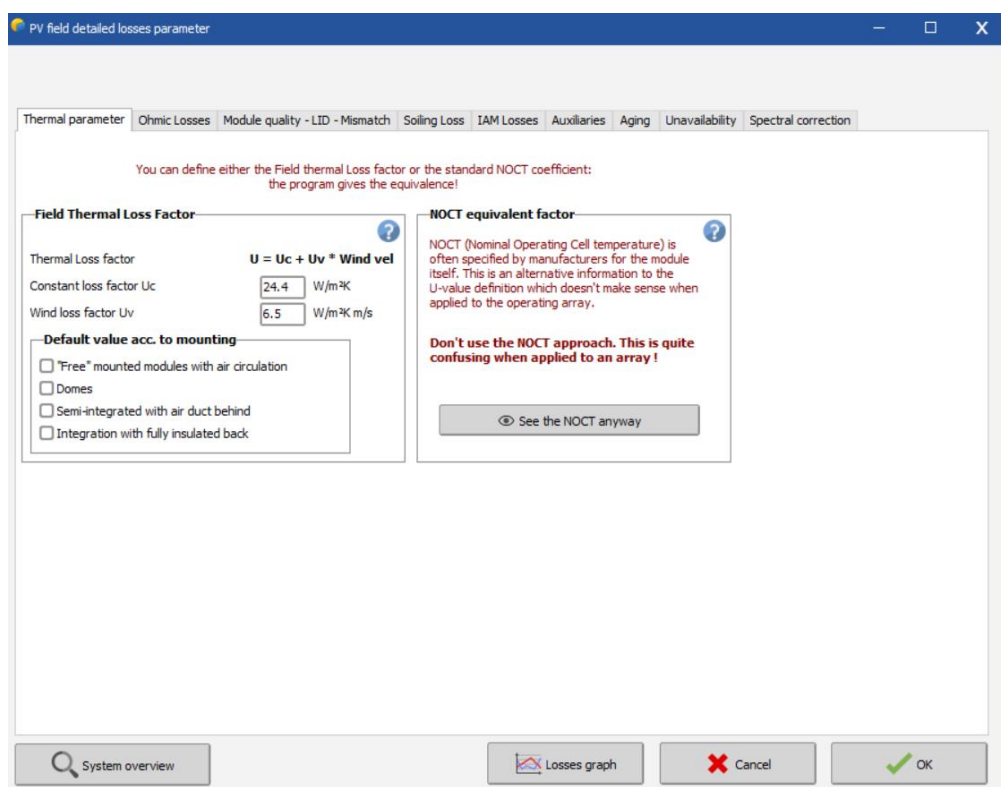 PV field detailed losses parameter
Thermal parameter Ohmic Losses Module quality - LID - Mismatch Soiling Loss IAM Losses Auxiliaries Aging Unavailability Spectral correction
You can define either the Field thermal Loss factor or the standard NOCT coefficient:
the program gives the equivalence!
Field Thermal Loss Factor
Thermal Loss factor U = Uc + Uv * Wind vel
Constant loss factor Uc 24.4 W/m²K
Wind loss factor Uv 6.5 W/m²K m/s
Default value acc. to mounting
"Free" mounted modules with air circulation
Domes
Semi-integrated with air duct behind
Integration with fully insulated back
NOCT equivalent factor
NOCT (Nominal Operating Cell temperature) is
often specified by manufacturers for the module
itself. This is an alternative information to the
U-value definition which doesn't make sense when
applied to the operating array.
Don't use the NOCT approach. This is quite
confusing when applied to an array !
See the NOCT anyway
System overview
Losses graph
Cancel
OK